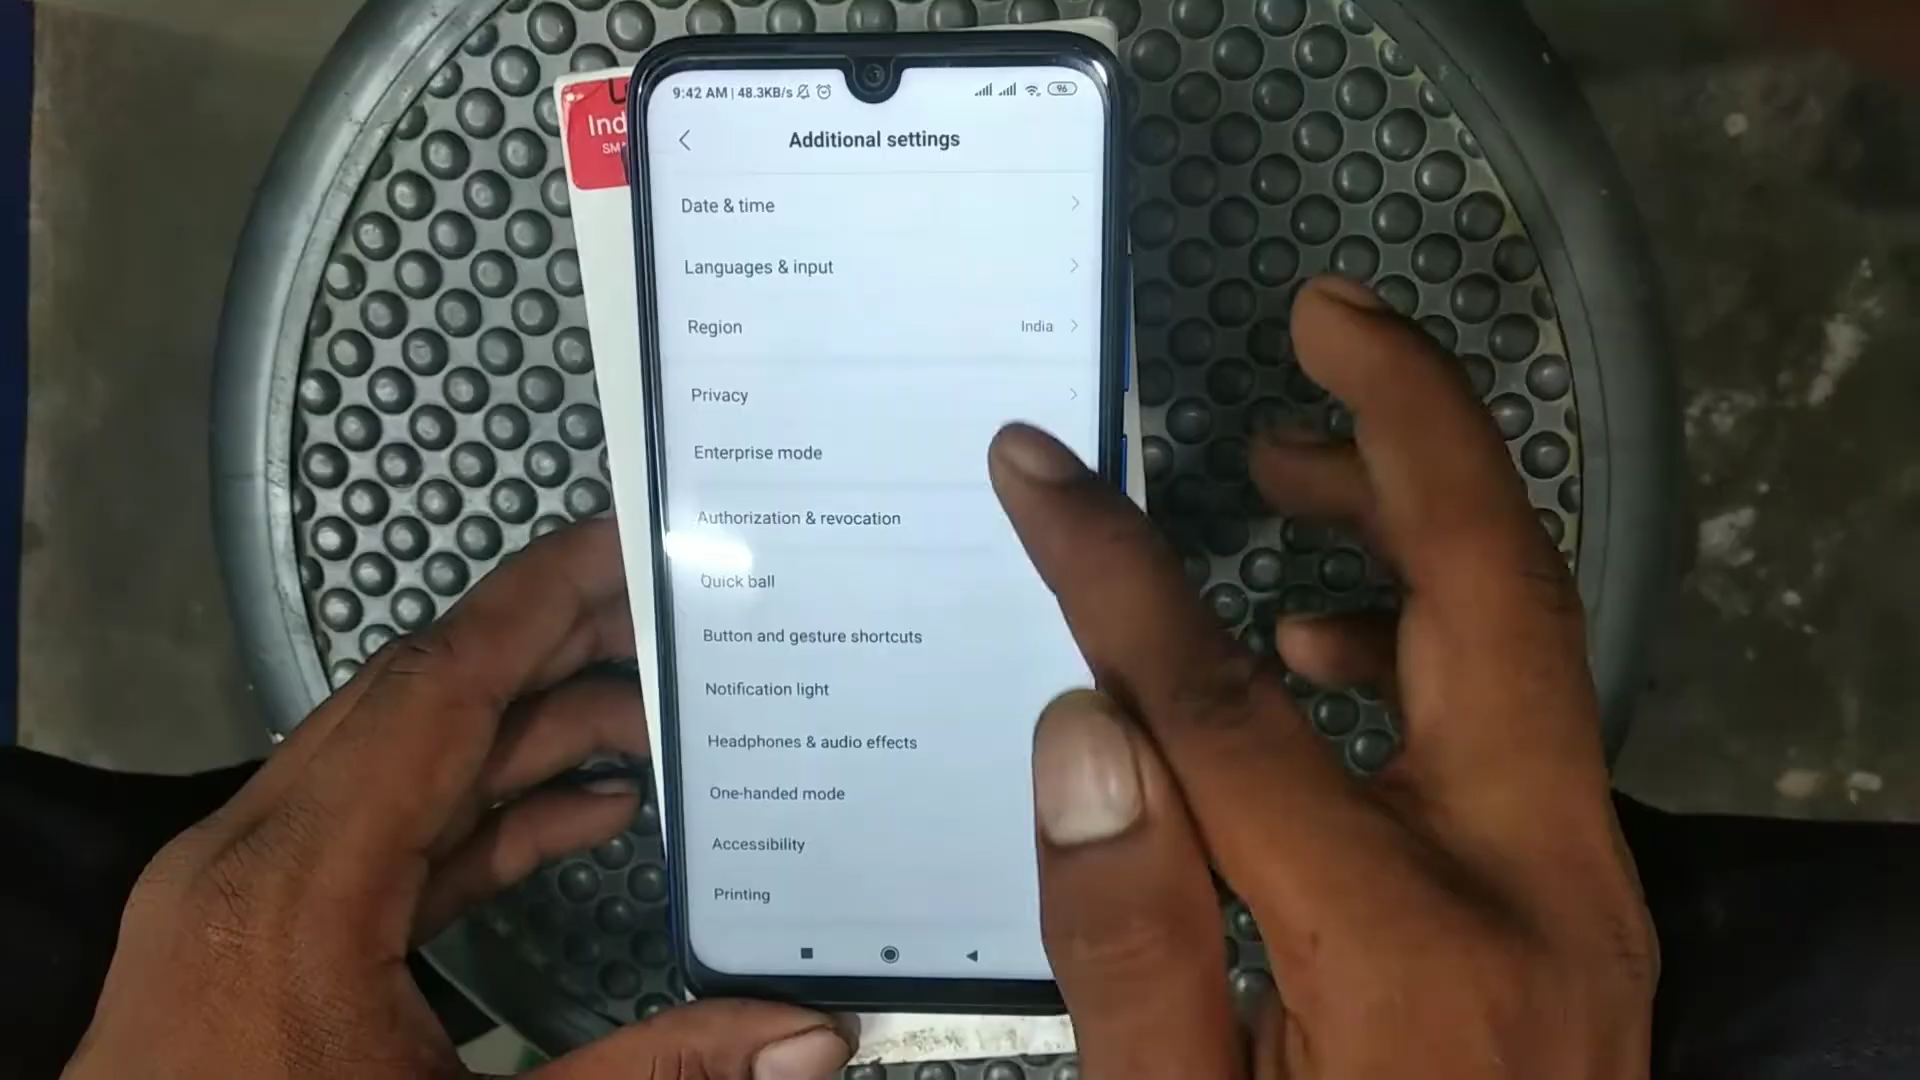 9:42 AM | 48.3KB/s
96
Ind
Additional settings
Date & time
Languages & input
Region India
Privacy
Enterprise mode
Authorization & revocation
Quick ball
Button and gesture shortcuts
Notification light
Headphones & audio effects
One-handed mode
Accessibility
Printing